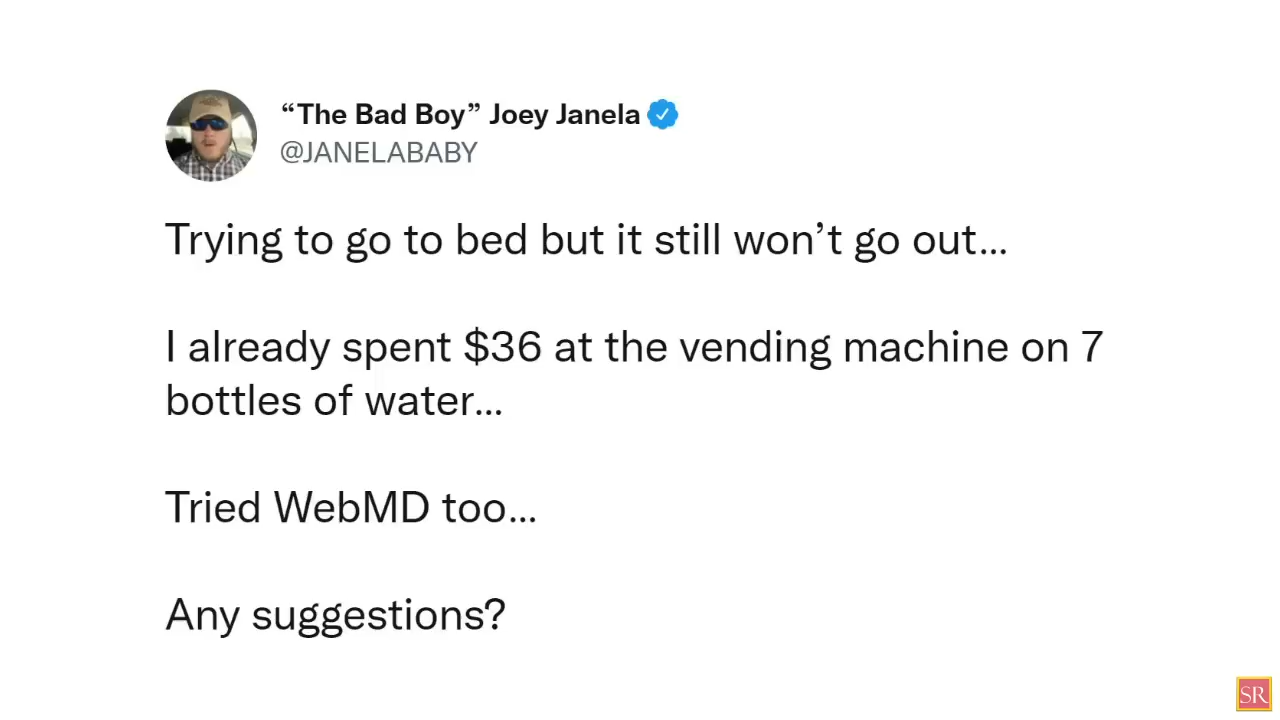 “The Bad Boy” Joey Janela
@JANELABABY
Trying to go to bed but it still won’t go out...
I already spent $36 at the vending machine on 7
bottles of water...
Tried WebMD too...
Any suggestions?
SR